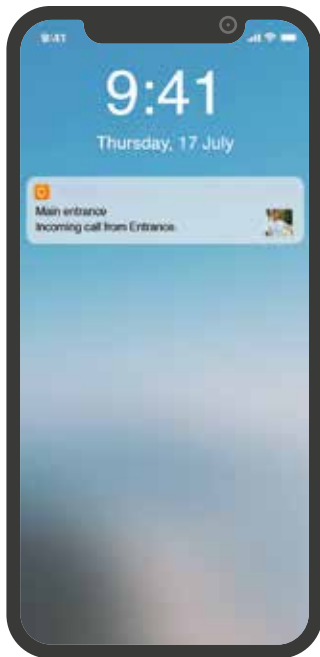 9:41
9:41
Thursday, 17 July
Main entrance
Incoming call from Entrance